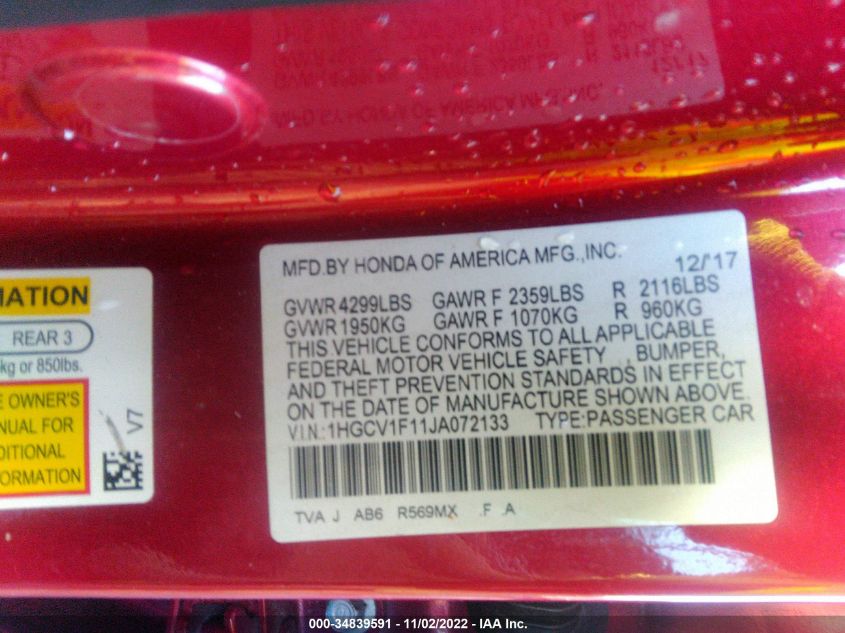 MFD.BY HONDA OF AMERICA MFG.,INC. 12/'17
GVWR 4299LBS GAWR F 2359LBS R 2116LBS
GVWR 1950KG GAWR F 1070KG R 960KG
THIS VEHICLE CONFORMS TO ALL APPLICABLE
FEDERAL MOTOR VEHICLE SAFETY , BUMPER,
AND THEFT PREVENTION STANDARDS IN EFFECT
ON THE DATE OF MANUFACTURE SHOWN ABOVE.
V.I.N.:1HGCV1F11JA072133 TYPE:PASSENGER CAR
TVA J AB6 R569MX .F .A
MATION
REAR 3
kg or 850lbs.
E OWNER'S
NUAL FOR
DITIONAL
FORMATION
V7
000-34839591 - 11/02/2022 - IAA Inc.